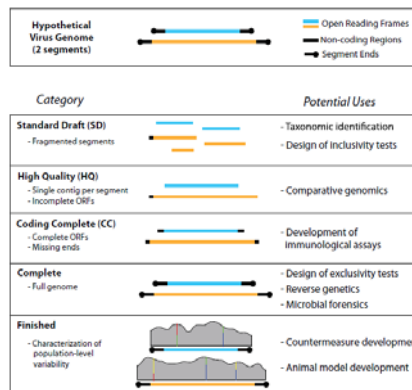 Hypothetical
Virus Genome
(2 segments)
Open Reading Frames
Non-coding Regions
Segment Ends
Category
Potential Uses
Standard Draft (SD)
- Fragmented segments
- Taxonomic identification
- Design of inclusivity tests
High Quality (HQ)
- Single contig per segment
- Incomplete ORFs
- Comparative genomics
Coding Complete (CC)
- Complete ORFs
- Missing ends
- Development of
immunological assays
Complete
- Full genome
- Design of exclusivity tests
- Reverse genetics
- Microbial forensics
Finished
- Characterization of
population-level
variability
- Countermeasure developme
- Animal model development